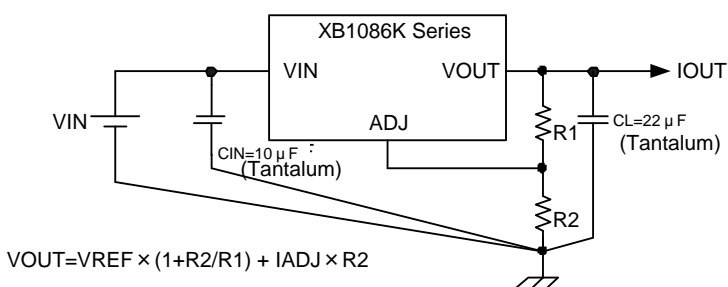 XB1086K Series
VIN
VOUT
IOUT
VIN
ADJ
R1
CL=22 μ F
(Tantalum)
CIN=10 μ F :
(Tantalum)
R2
VOUT=VREF × (1+R2/R1) + IADJ × R2